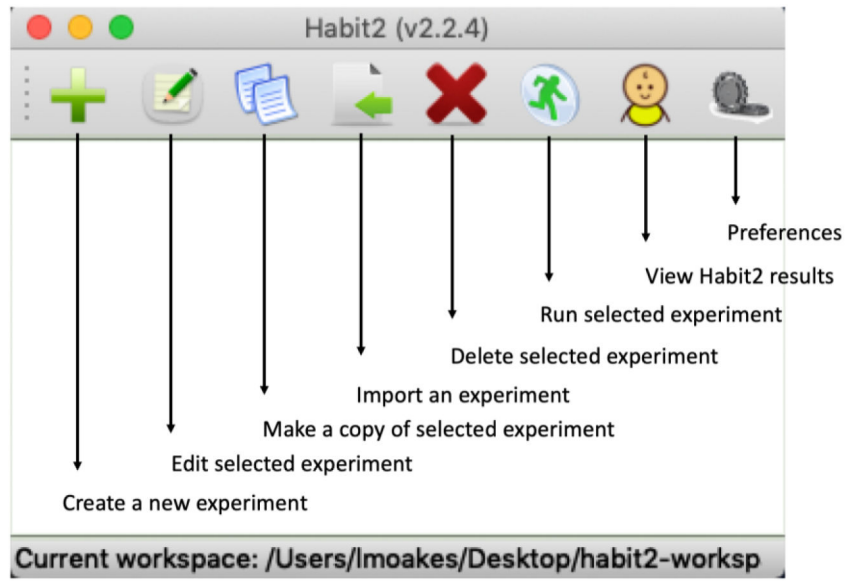 Habit2 (v2.2.4)
Preferences
View Habit2 results
Run selected experiment
Delete selected experiment
Import an experiment
Make a copy of selected experiment
Edit selected experiment
Create a new experiment
Current workspace: /Users/lmoakes/Desktop/habit2-worksp